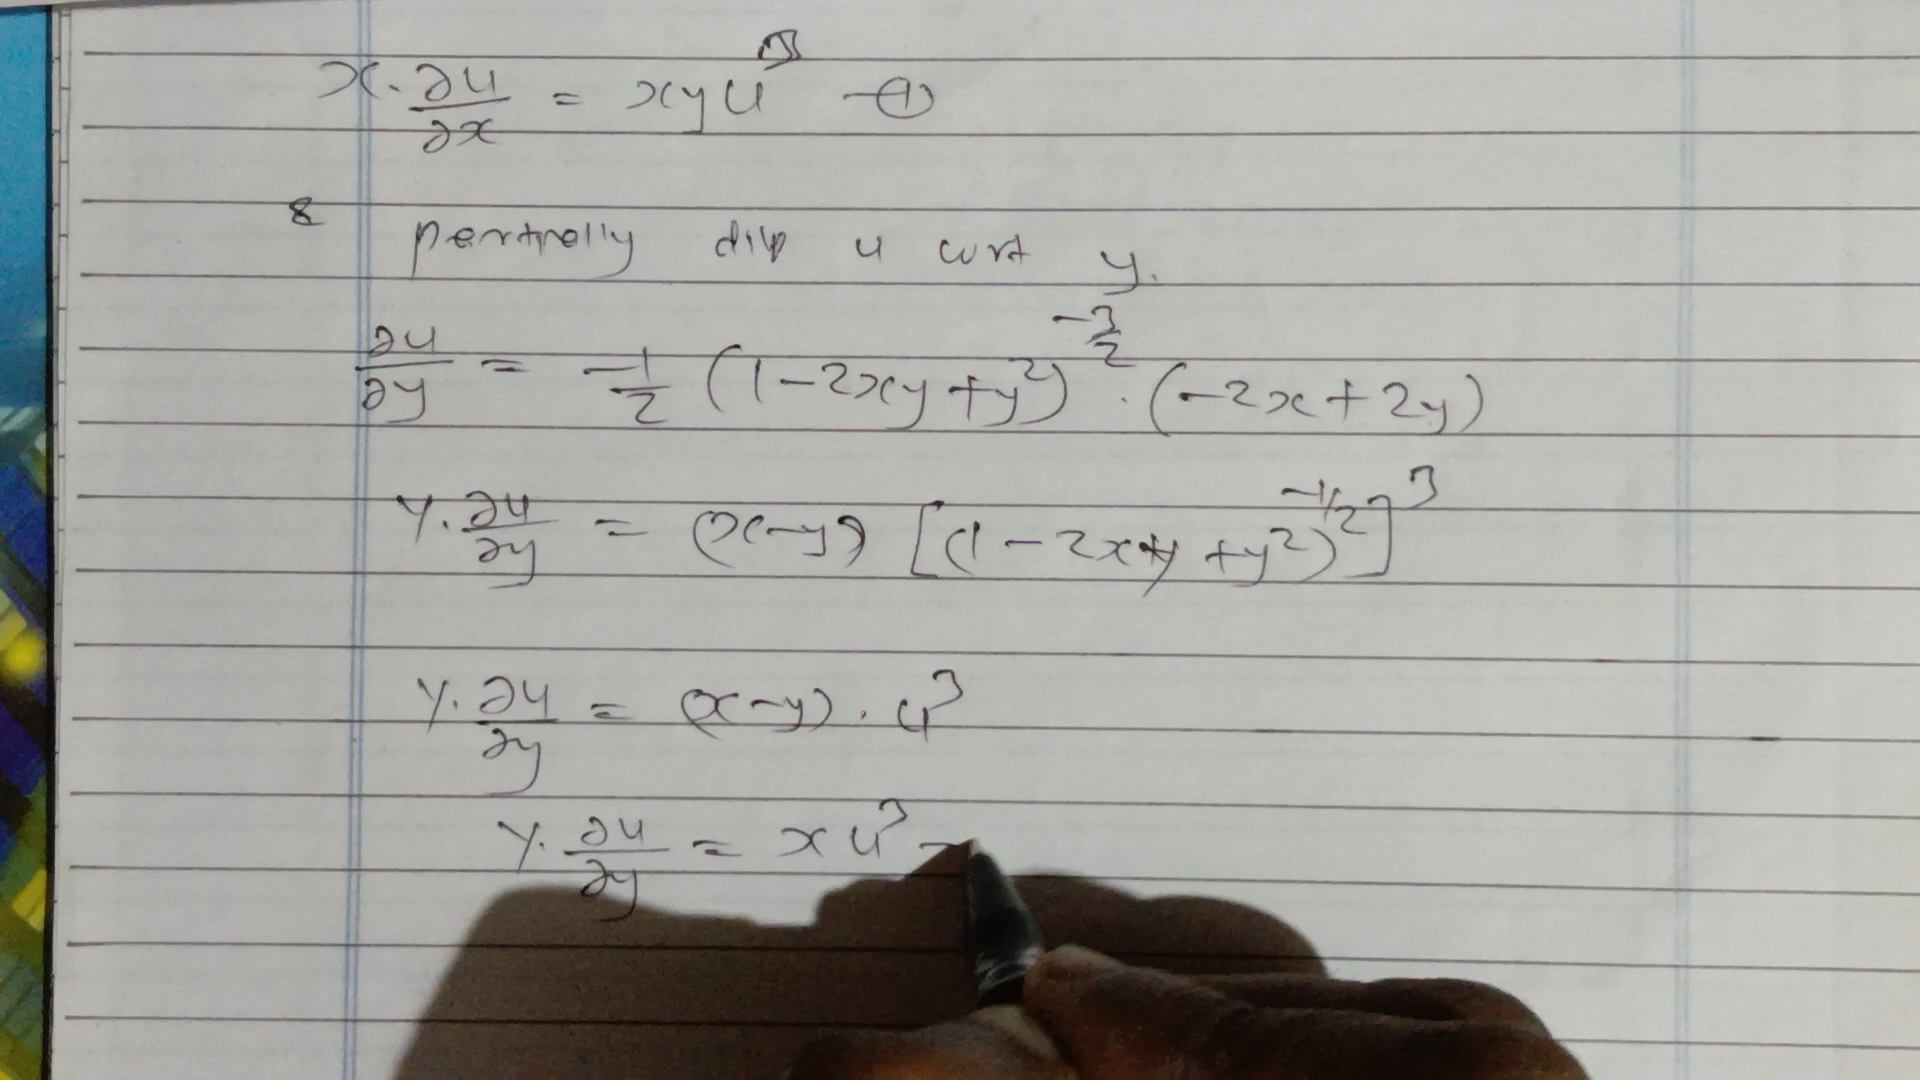 x. ∂u/∂x = xyu³ —①
& partially diff u wrt y.
∂u/∂y = -1/2 (1-2xy+y²)^(-3/2) . (-2x+2y)
y. ∂u/∂y = (x-y) [(1-2xy+y²)^(-1/2)]³
y. ∂u/∂y = (x-y) . u³
y. ∂u/∂y = xu³ -